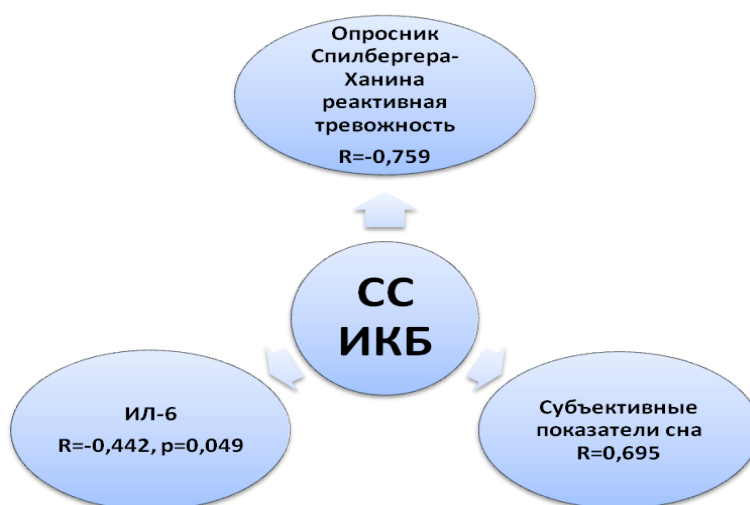 Опросник
Спилбергера-
Ханина
реактивная
тревожность
R=-0,759
СС
ИКБ
ИЛ-6
R=-0,442, p=0,049
Субъективные
показатели сна
R=0,695